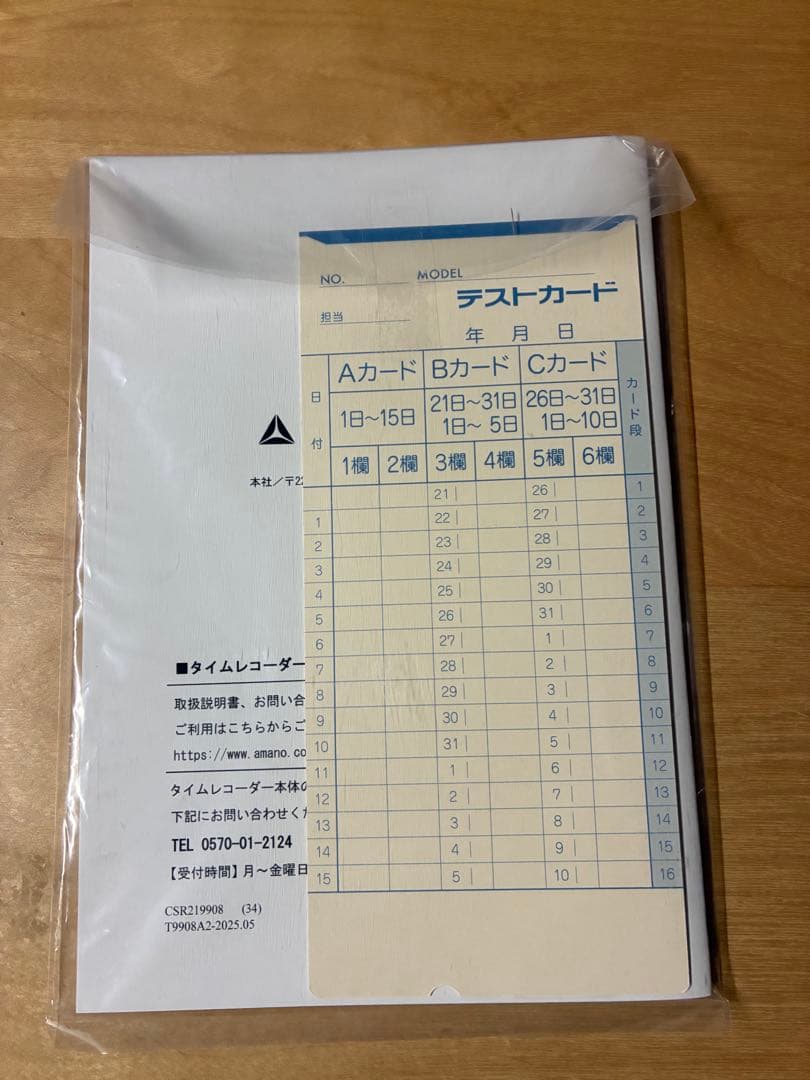 NO. MODEL
テストカード
担当
年 月 日
日付 Aカード Bカード Cカード カード段
1日～15日 21日～31日 26日～31日
1日～ 5日 1日～10日
1欄 2欄 3欄 4欄 5欄 6欄
21 26 1
1 22 27 2
2 23 28 3
3 24 29 4
4 25 30 5
5 26 31 6
6 27 1 7
7 28 2 8
8 29 3 9
9 30 4 10
10 31 5 11
11 1 6 12
12 2 7 13
13 3 8 14
14 4 9 15
15 5 10 16
本社／〒22
■タイムレコーダー
取扱説明書、お問い合
ご利用はこちらからご
https://www.amano.co
タイムレコーダー本体の
下記にお問い合わせくだ
TEL 0570-01-2124
【受付時間】月～金曜日
CSR219908 (34)
T9908A2-2025.05